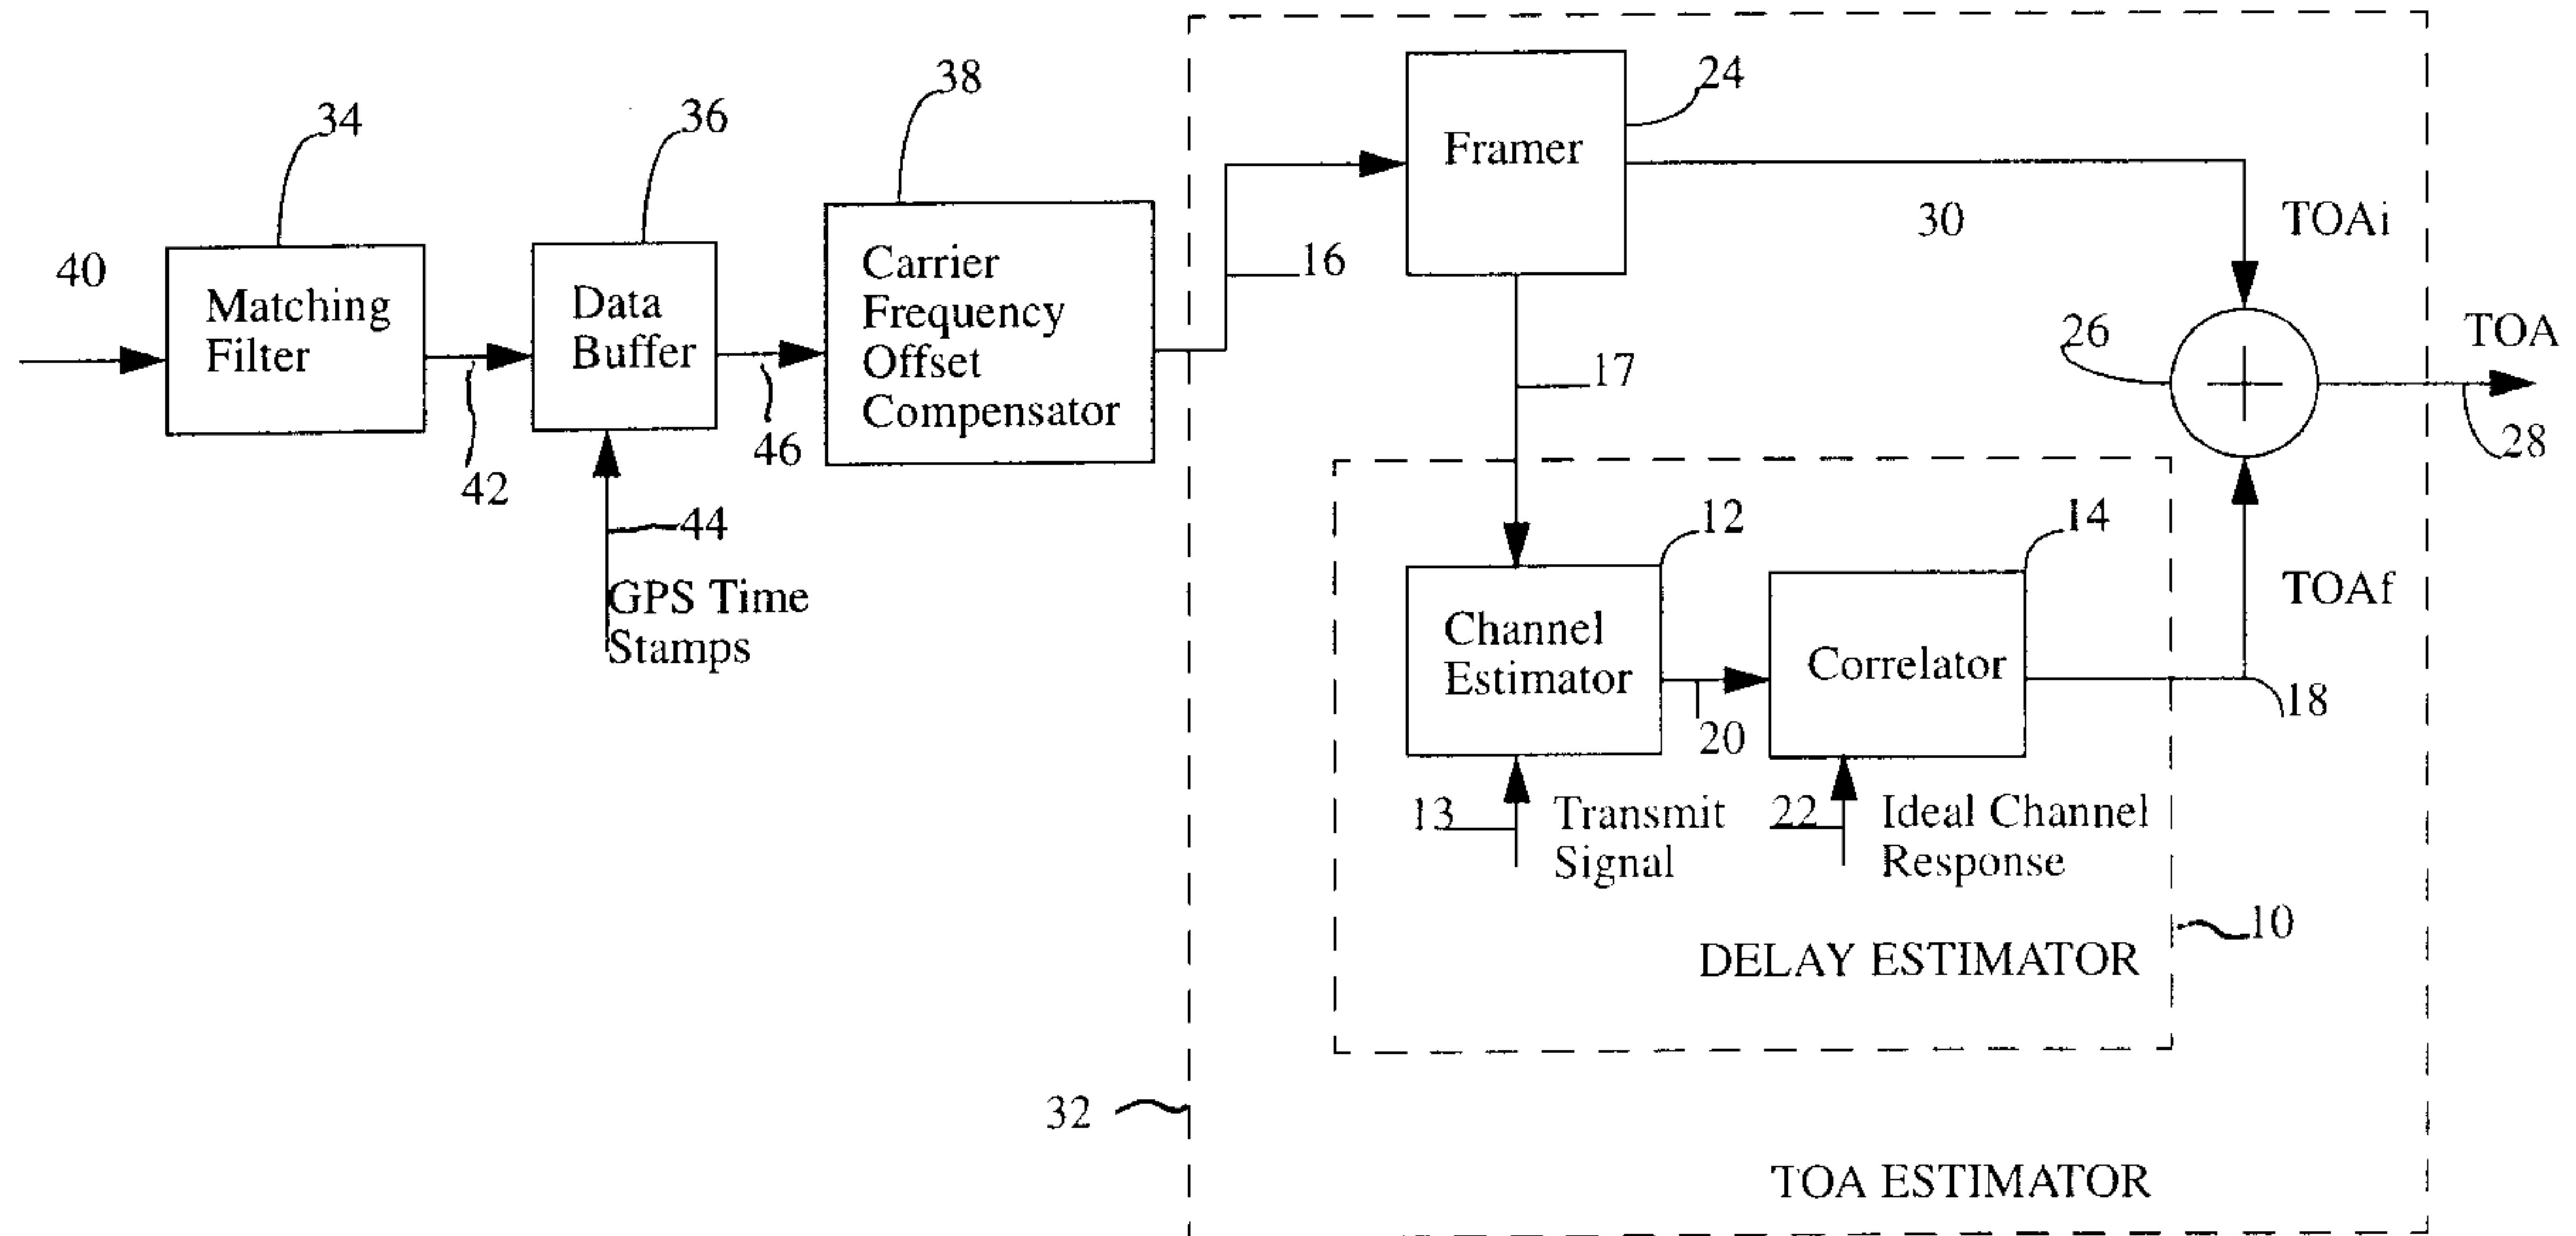 38
24
34
36
Framer
40
Matching
Filter
Data
Buffer
Carrier
Frequency
Offset
Compensator
16
30
TOAi
26
TOA
17
42
46
28
44
GPS Time
Stamps
12
14
TOAf
Channel
Estimator
Correlator
20
18
13
Transmit
Signal
22
Ideal Channel
Response
10
DELAY ESTIMATOR
32
TOA ESTIMATOR